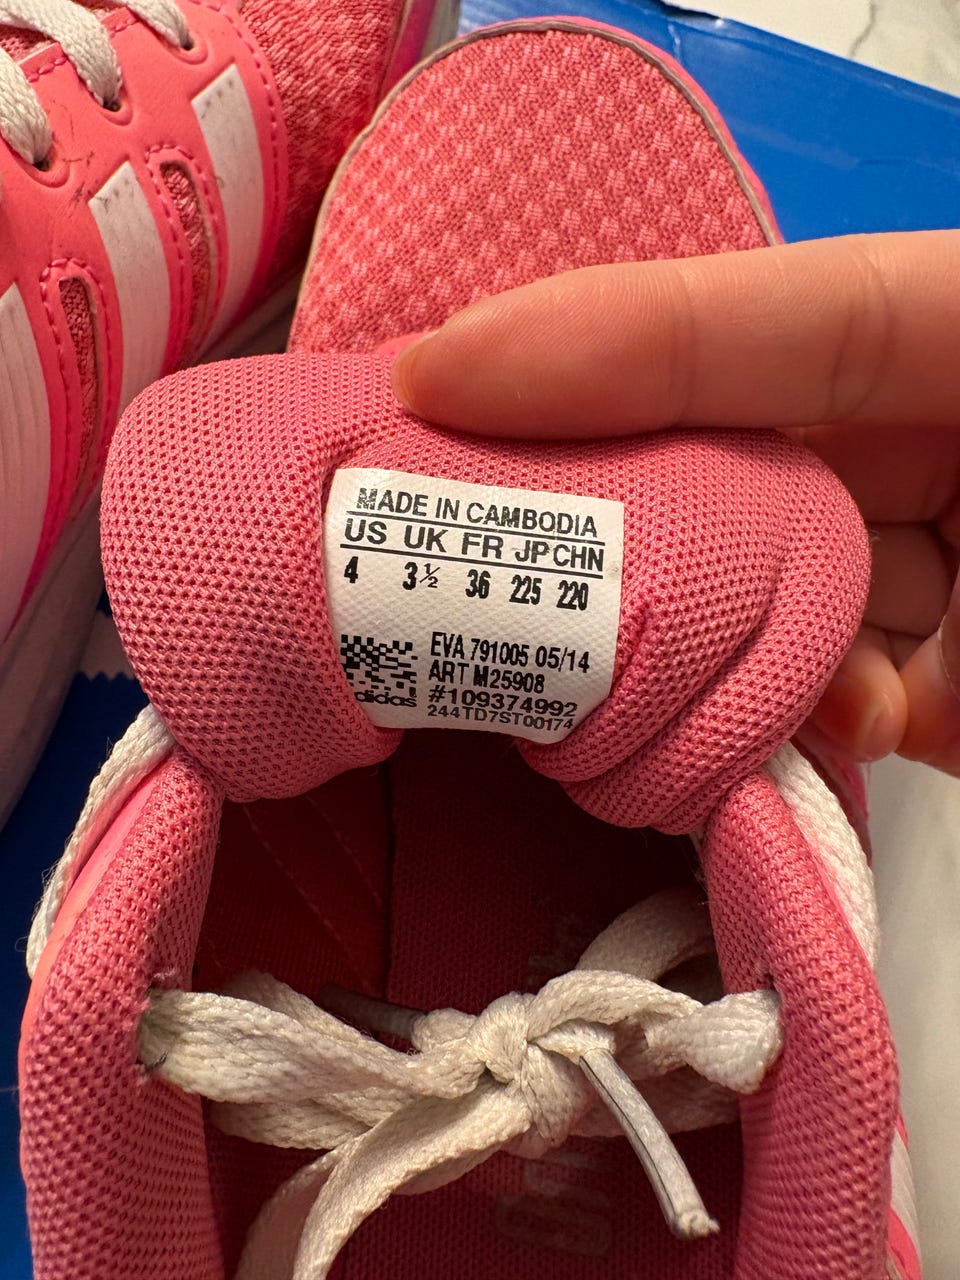 MADE IN CAMBODIA
US UK FR JP CHN
4 3½ 36 225 220
EVA 791005 05/14
ART M25908
#109374992
adidas 244TD7ST00174